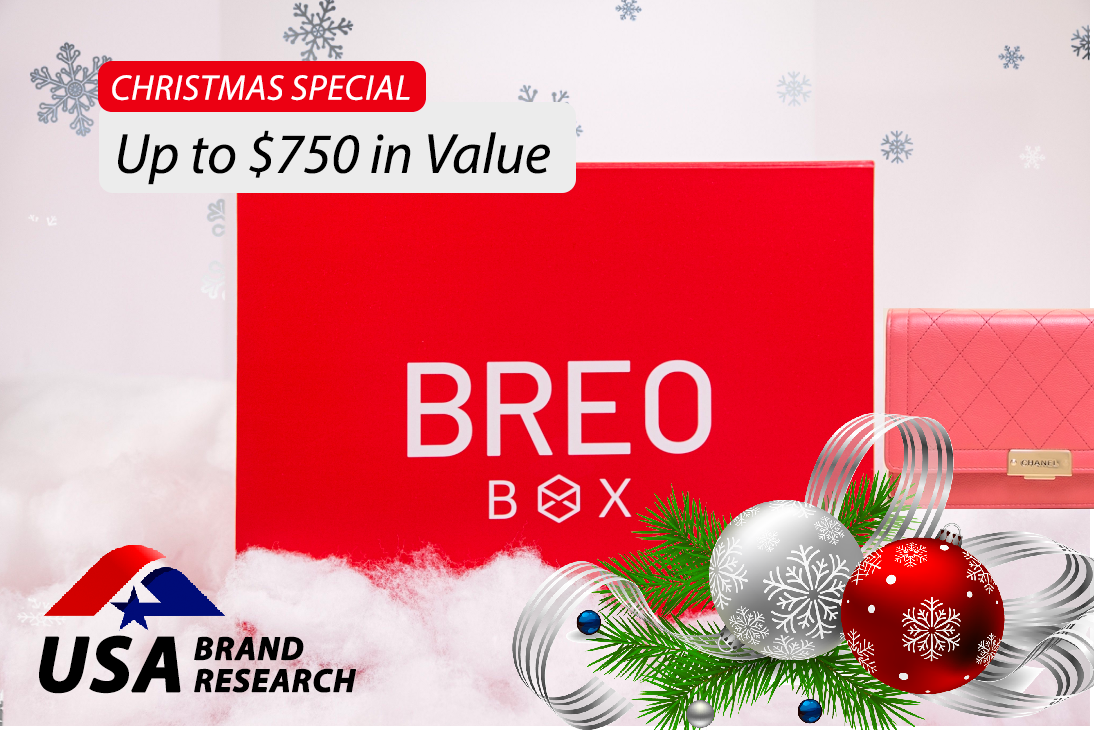 CHRISTMAS SPECIAL
Up to $750 in Value
BREO
BOX
CHANEL
USA BRAND
RESEARCH